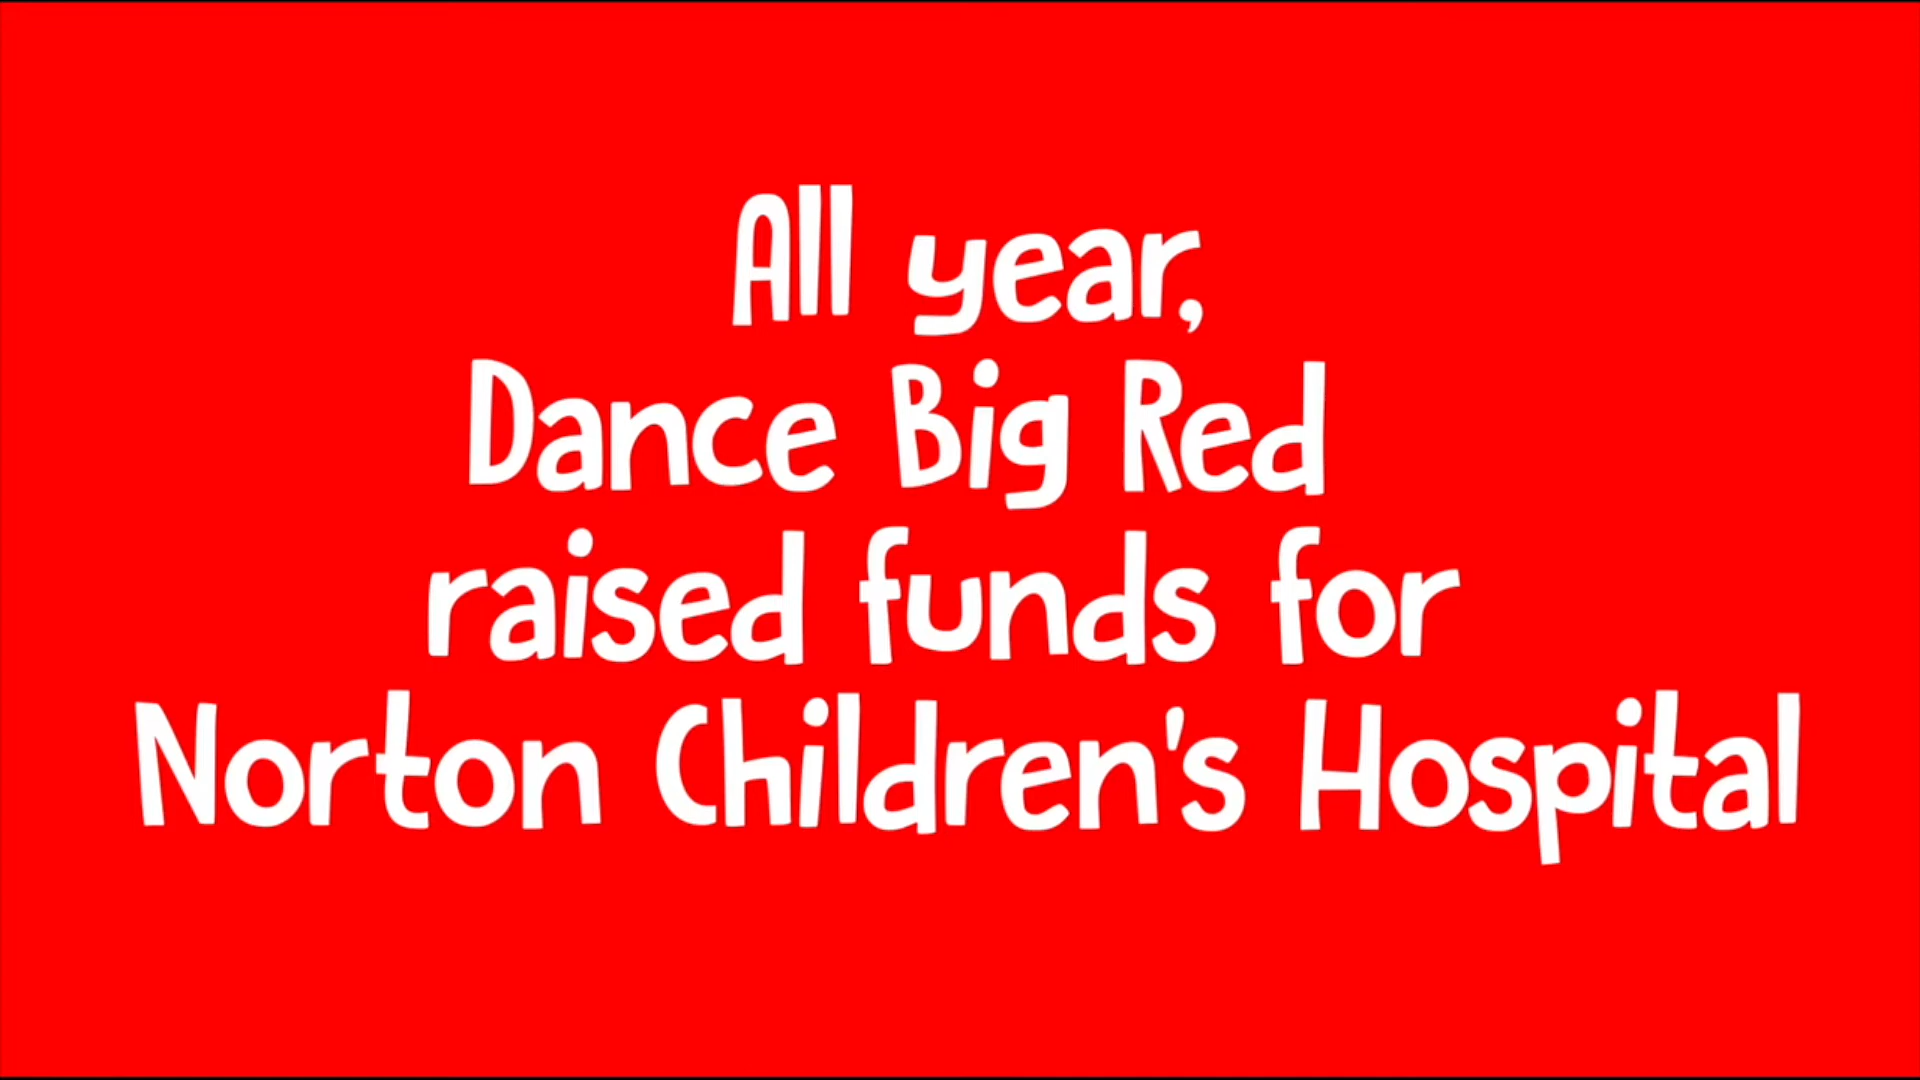 All year,
Dance Big Red
raised funds for
Norton Children's Hospital